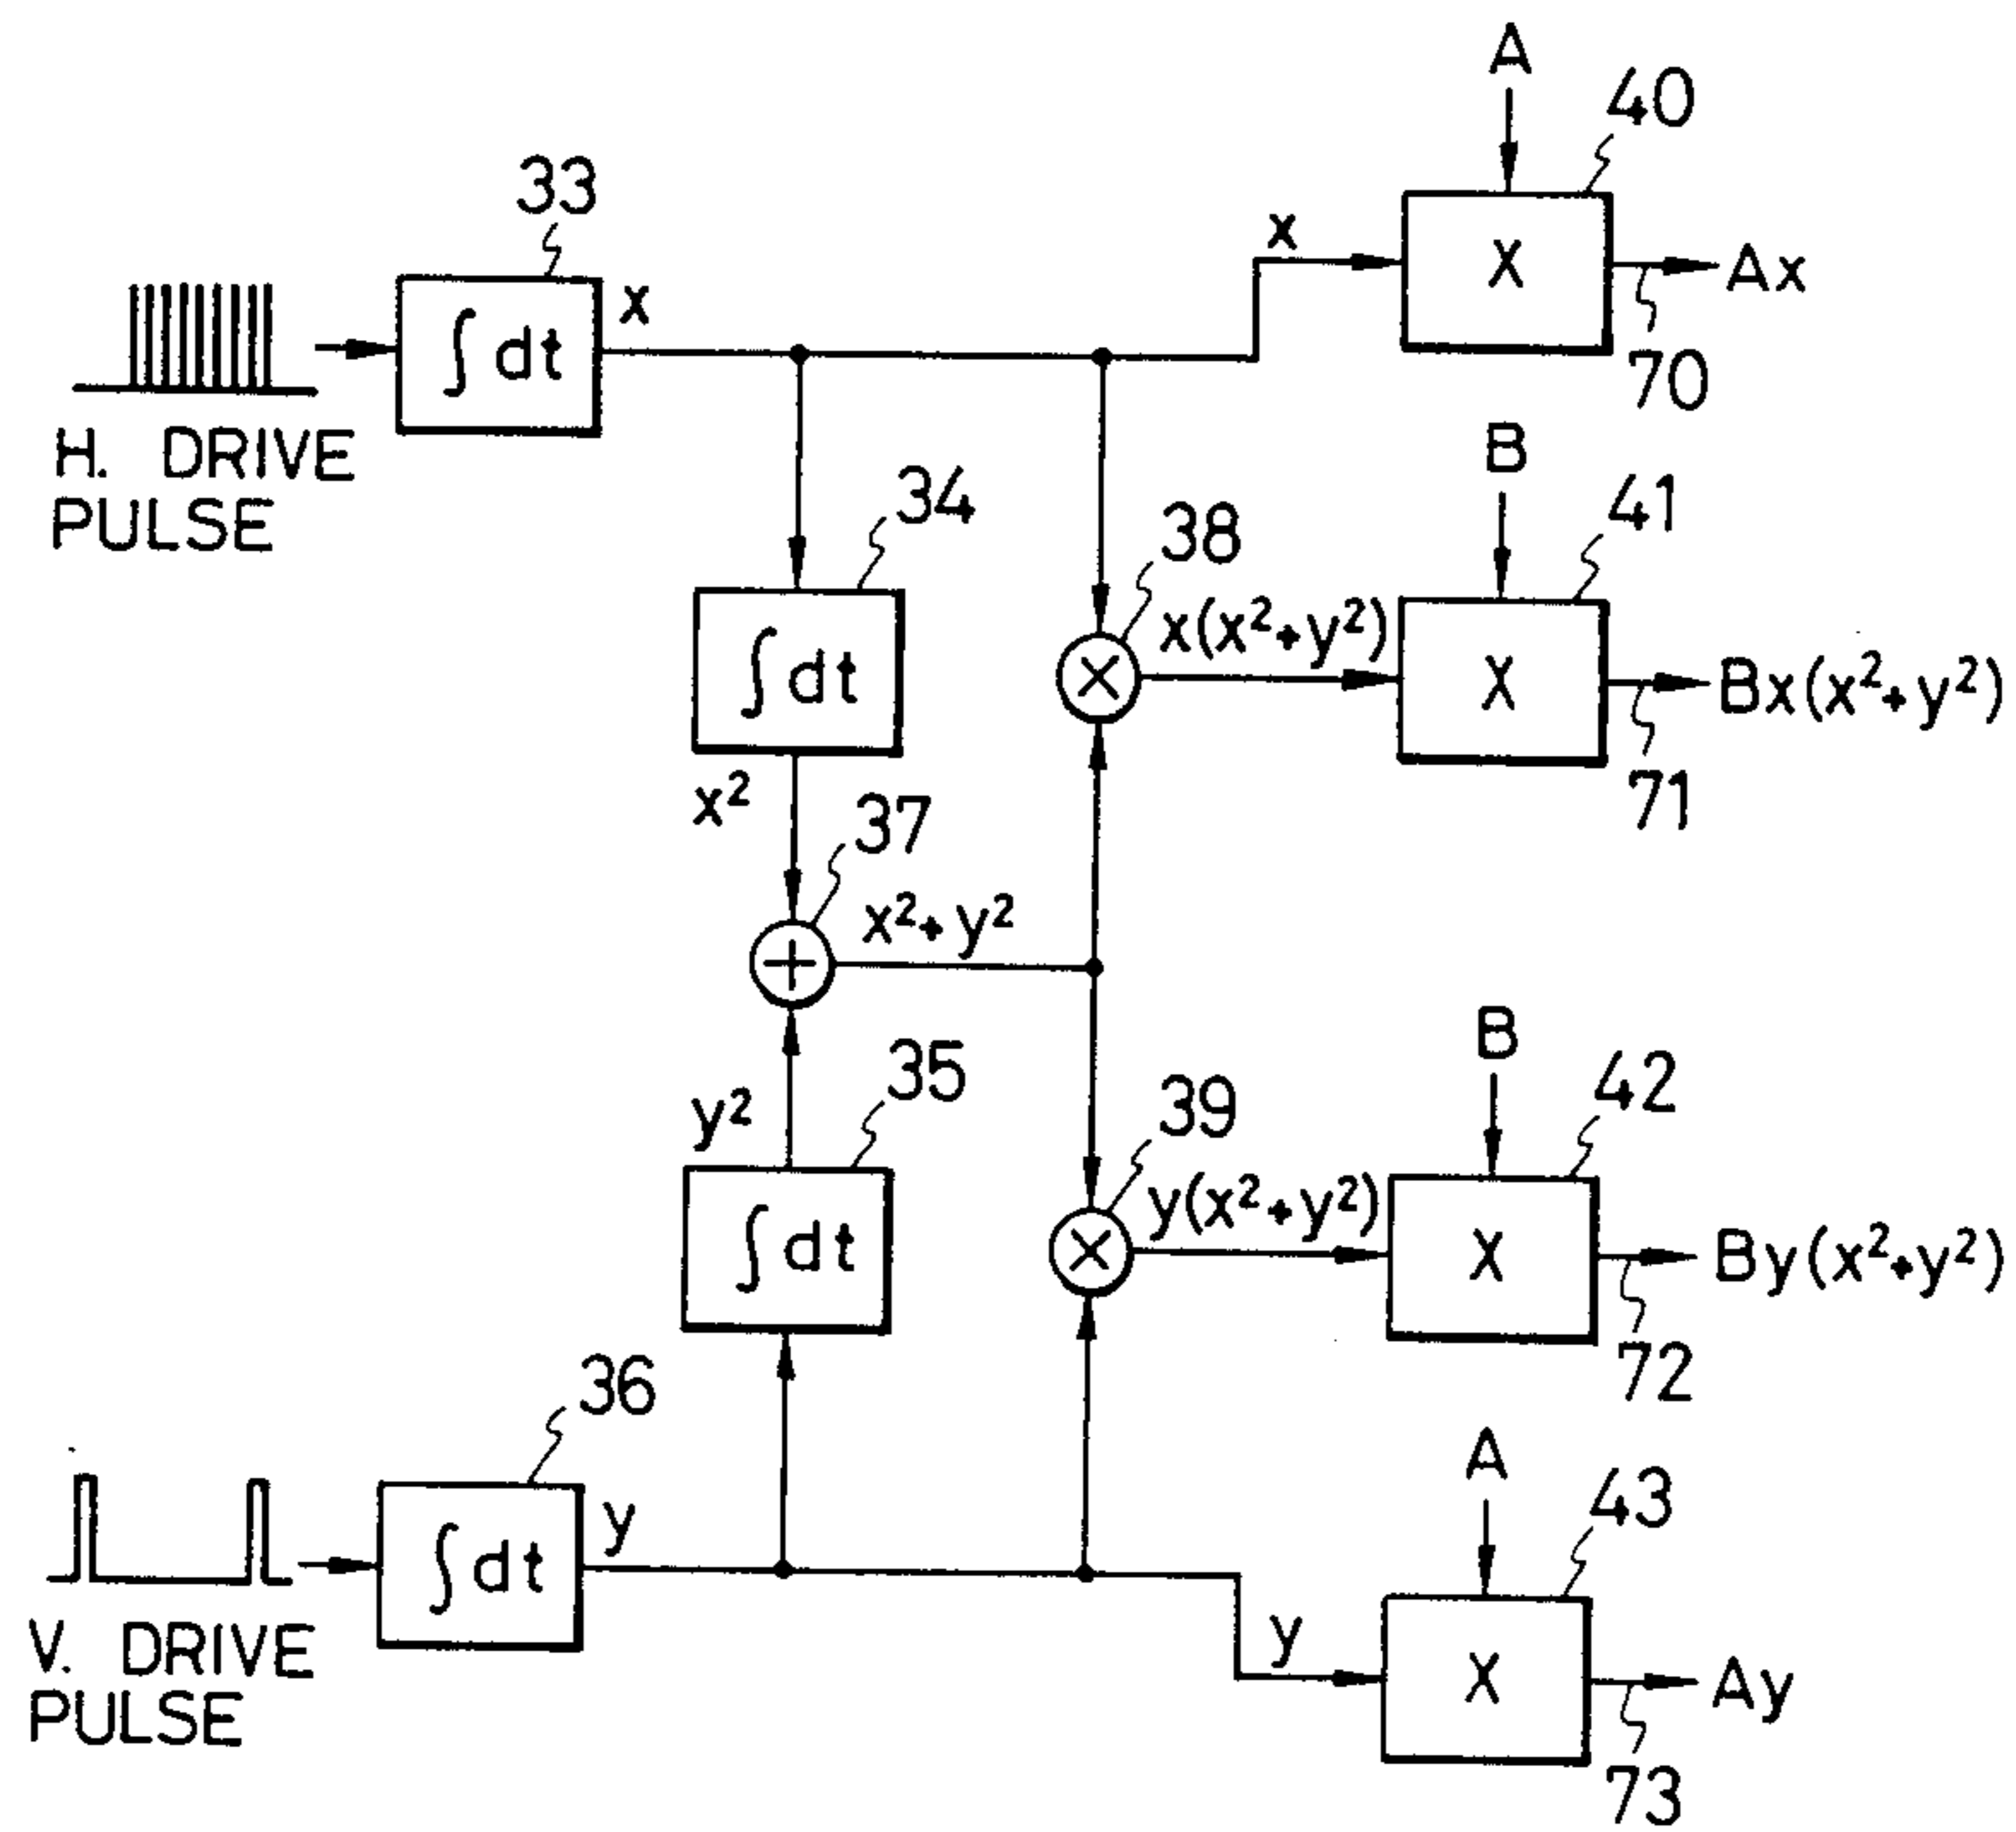 A
40
33
x
x
X
Ax
∫dt
70
H. DRIVE
PULSE
B
34
41
38
x(x²+y²)
∫dt
X
Bx(x²+y²)
x²
37
71
x²+y²
+
B
35
42
y²
39
y(x²+y²)
∫dt
X
By(x²+y²)
36
72
A
43
y
∫dt
y
V. DRIVE
PULSE
X
Ay
73